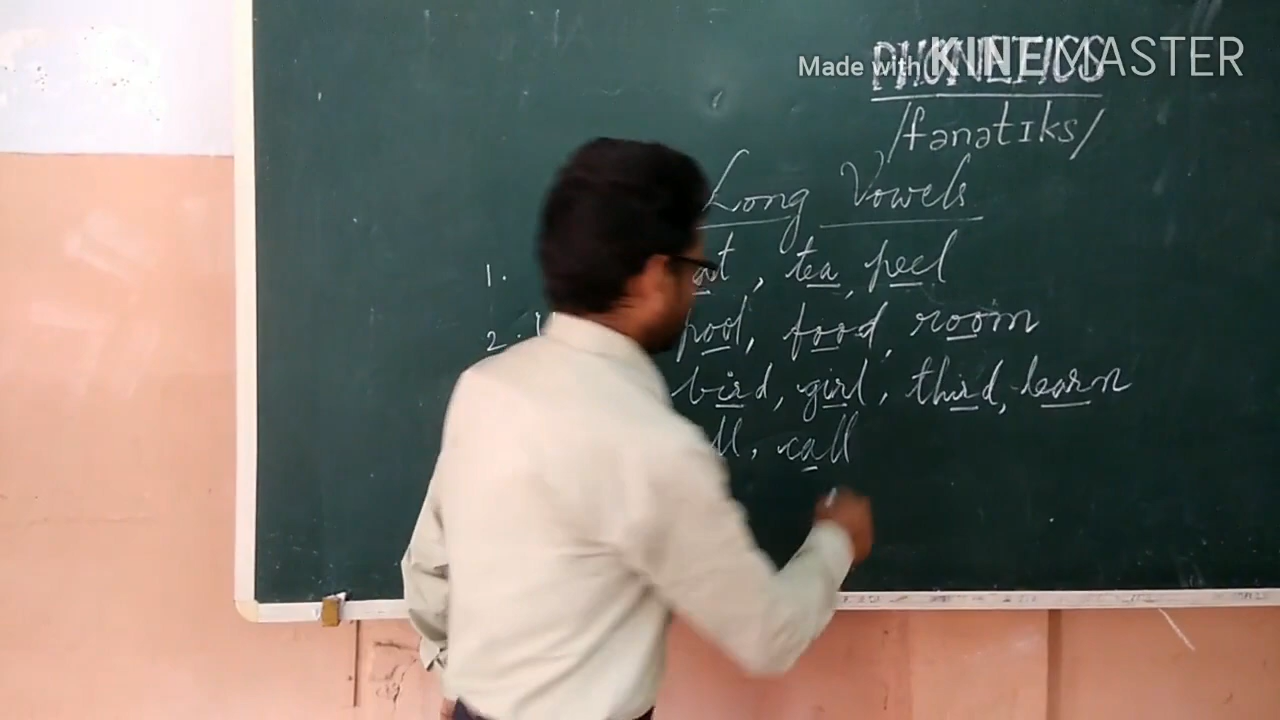 Made with KINEMASTER
PHONETICS
/fənətɪks/
Long Vowels
1. at, tea, peel
2. pool, food, room
bird, girl, third, learn
ll, call